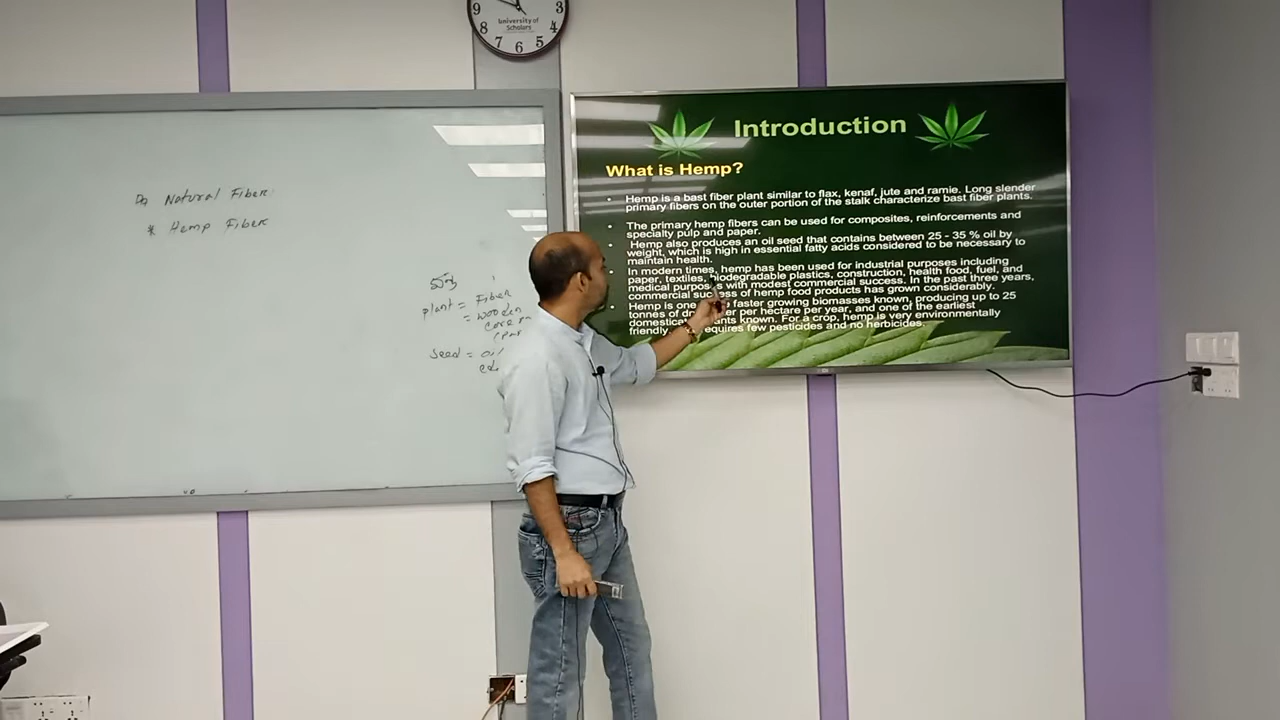 9
3
8
4
7
6
5
University of
Scholars
Natural Fiber
* Hemp Fiber
plant = Fiber
= wooden
core
Seed = oil
Introduction
What is Hemp?
• Hemp is a bast fiber plant similar to flax, kenaf, jute and ramie. Long slender
primary fibers on the outer portion of the stalk characterize bast fiber plants.
• The primary hemp fibers can be used for composites, reinforcements and
specialty pulp and paper.
• Hemp also produces an oil seed that contains between 25 - 35 % oil by
weight, which is high in essential fatty acids considered to be necessary to
maintain health.
• In modern times, hemp has been used for industrial purposes including
paper, textiles, biodegradable plastics, construction, health food, fuel, and
medical purposes with modest commercial success. In the past three years,
commercial success of hemp food products has grown considerably.
• Hemp is one faster growing biomasses known, producing up to 25
tonnes of per hectare per year, and one of the earliest
known. For a crop, hemp is very environmentally
friendly requires few pesticides and no herbicides.